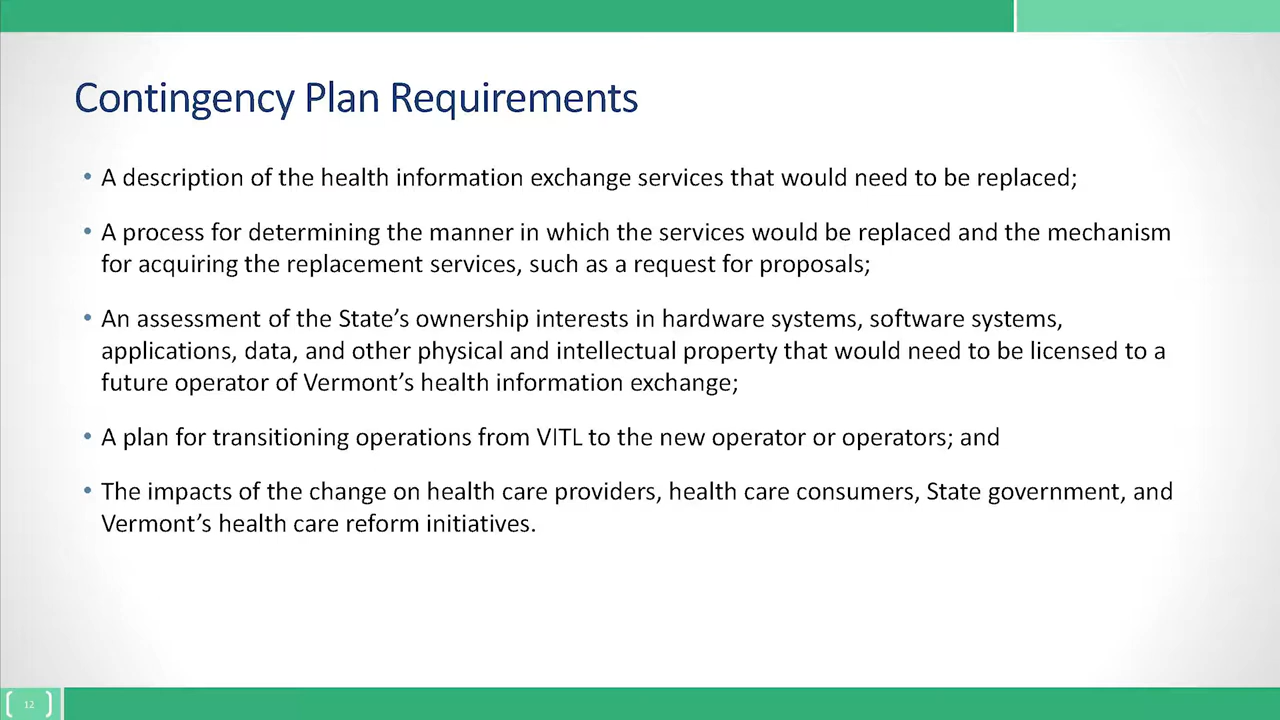 Contingency Plan Requirements
• A description of the health information exchange services that would need to be replaced;
• A process for determining the manner in which the services would be replaced and the mechanism
for acquiring the replacement services, such as a request for proposals;
• An assessment of the State’s ownership interests in hardware systems, software systems,
applications, data, and other physical and intellectual property that would need to be licensed to a
future operator of Vermont’s health information exchange;
• A plan for transitioning operations from VITL to the new operator or operators; and
• The impacts of the change on health care providers, health care consumers, State government, and
Vermont’s health care reform initiatives.
12